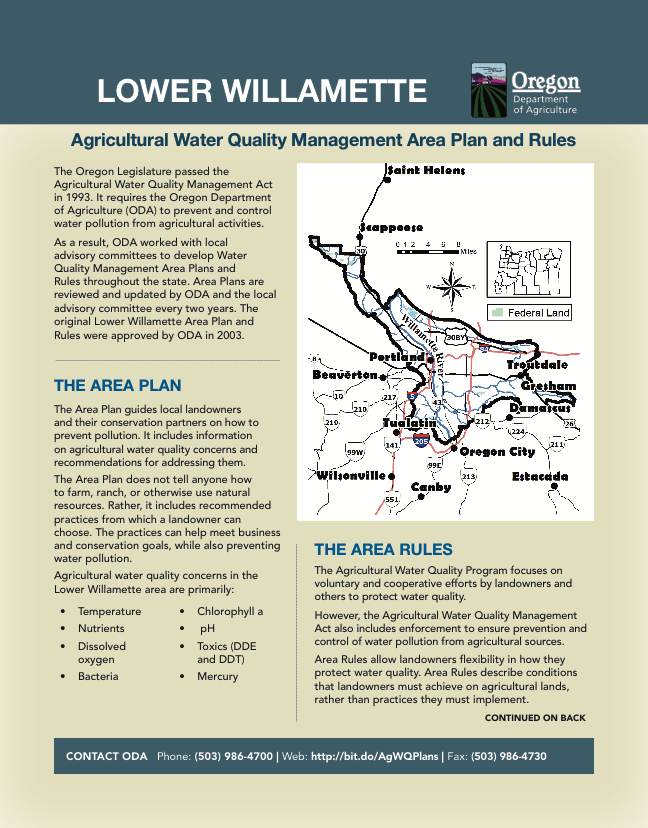 LOWER WILLAMETTE
Oregon
Department
of Agriculture
Agricultural Water Quality Management Area Plan and Rules
The Oregon Legislature passed the
Agricultural Water Quality Management Act
in 1993. It requires the Oregon Department
of Agriculture (ODA) to prevent and control
water pollution from agricultural activities.
As a result, ODA worked with local
advisory committees to develop Water
Quality Management Area Plans and
Rules throughout the state. Area Plans are
reviewed and updated by ODA and the local
advisory committee every two years. The
original Lower Willamette Area Plan and
Rules were approved by ODA in 2003.
THE AREA PLAN
The Area Plan guides local landowners
and their conservation partners on how to
prevent pollution. It includes information
on agricultural water quality concerns and
recommendations for addressing them.
The Area Plan does not tell anyone how
to farm, ranch, or otherwise use natural
resources. Rather, it includes recommended
practices from which a landowner can
choose. The practices can help meet business
and conservation goals, while also preventing
water pollution.
Agricultural water quality concerns in the
Lower Willamette area are primarily:
• Temperature
• Nutrients
• Dissolved
oxygen
• Bacteria
• Chlorophyll a
• pH
• Toxics (DDE
and DDT)
• Mercury
Saint Helens
Scappoose
30
0 1 2 4 6 8
Miles
N
W E
S
Federal Land
Willamette River
30BY
Portland
Troutdale
Beaverton
Gresham
10
217
5
43
210
219
Damascus
Tualatin
212
224
26
141
205
211
99W
Oregon City
99E
213
Wilsonville
Estacada
Canby
551
THE AREA RULES
The Agricultural Water Quality Program focuses on
voluntary and cooperative efforts by landowners and
others to protect water quality.
However, the Agricultural Water Quality Management
Act also includes enforcement to ensure prevention and
control of water pollution from agricultural sources.
Area Rules allow landowners flexibility in how they
protect water quality. Area Rules describe conditions
that landowners must achieve on agricultural lands,
rather than practices they must implement.
CONTINUED ON BACK
CONTACT ODA Phone: (503) 986-4700 | Web: http://bit.do/AgWQPlans | Fax: (503) 986-4730